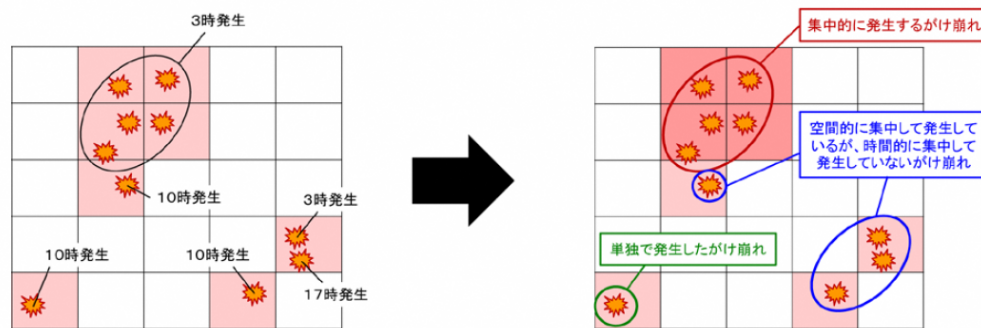 3時発生
10時発生
3時発生
10時発生
10時発生
17時発生
集中的に発生するがけ崩れ
空間的に集中して発生して
いるが、時間的に集中して
発生していないがけ崩れ
単独で発生したがけ崩れ